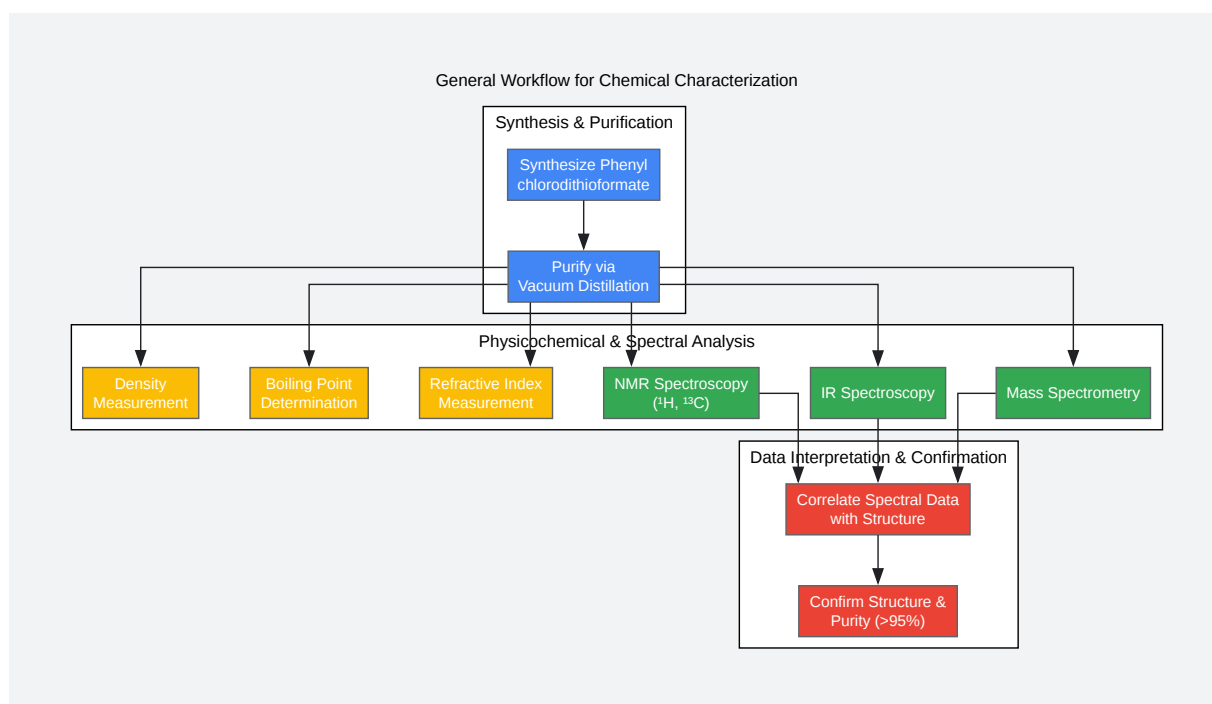 General Workflow for Chemical Characterization
Synthesis & Purification
Synthesize Phenyl
chlorodithioformate
Purify via
Vacuum Distillation
Physicochemical & Spectral Analysis
Density
Measurement
Boiling Point
Determination
Refractive Index
Measurement
NMR Spectroscopy
(¹H, ¹³C)
IR Spectroscopy
Mass Spectrometry
Data Interpretation & Confirmation
Correlate Spectral Data
with Structure
Confirm Structure &
Purity (>95%)